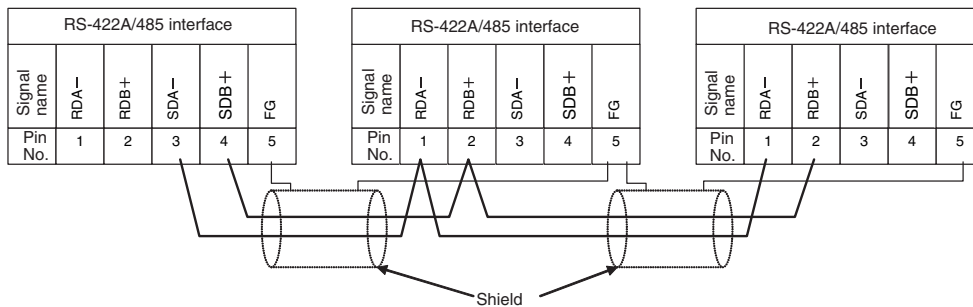 RS-422A/485 interface
Signal name RDA− RDB+ SDA− SDB+ FG
Pin No. 1 2 3 4 5
RS-422A/485 interface
Signal name RDA− RDB+ SDA− SDB+ FG
Pin No. 1 2 3 4 5
RS-422A/485 interface
Signal name RDA− RDB+ SDA− SDB+ FG
Pin No. 1 2 3 4 5
Shield